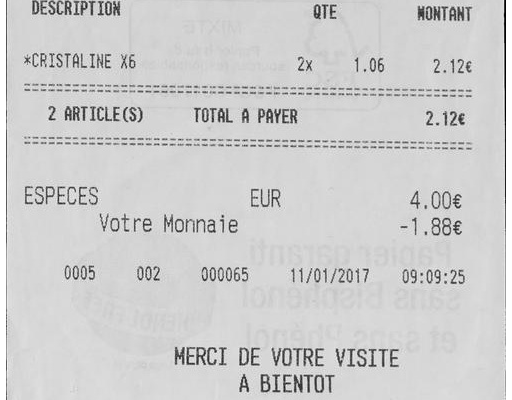 DESCRIPTION QTE MONTANT
*CRISTALINE X6 2x 1.06 2.12€
2 ARTICLE(S) TOTAL A PAYER 2.12€
ESPECES EUR 4.00€
Votre Monnaie -1.88€
0005 002 000065 11/01/2017 09:09:25
Papier garanti
sans Bisphénol
et sans Phénol
MERCI DE VOTRE VISITE
A BIENTOT